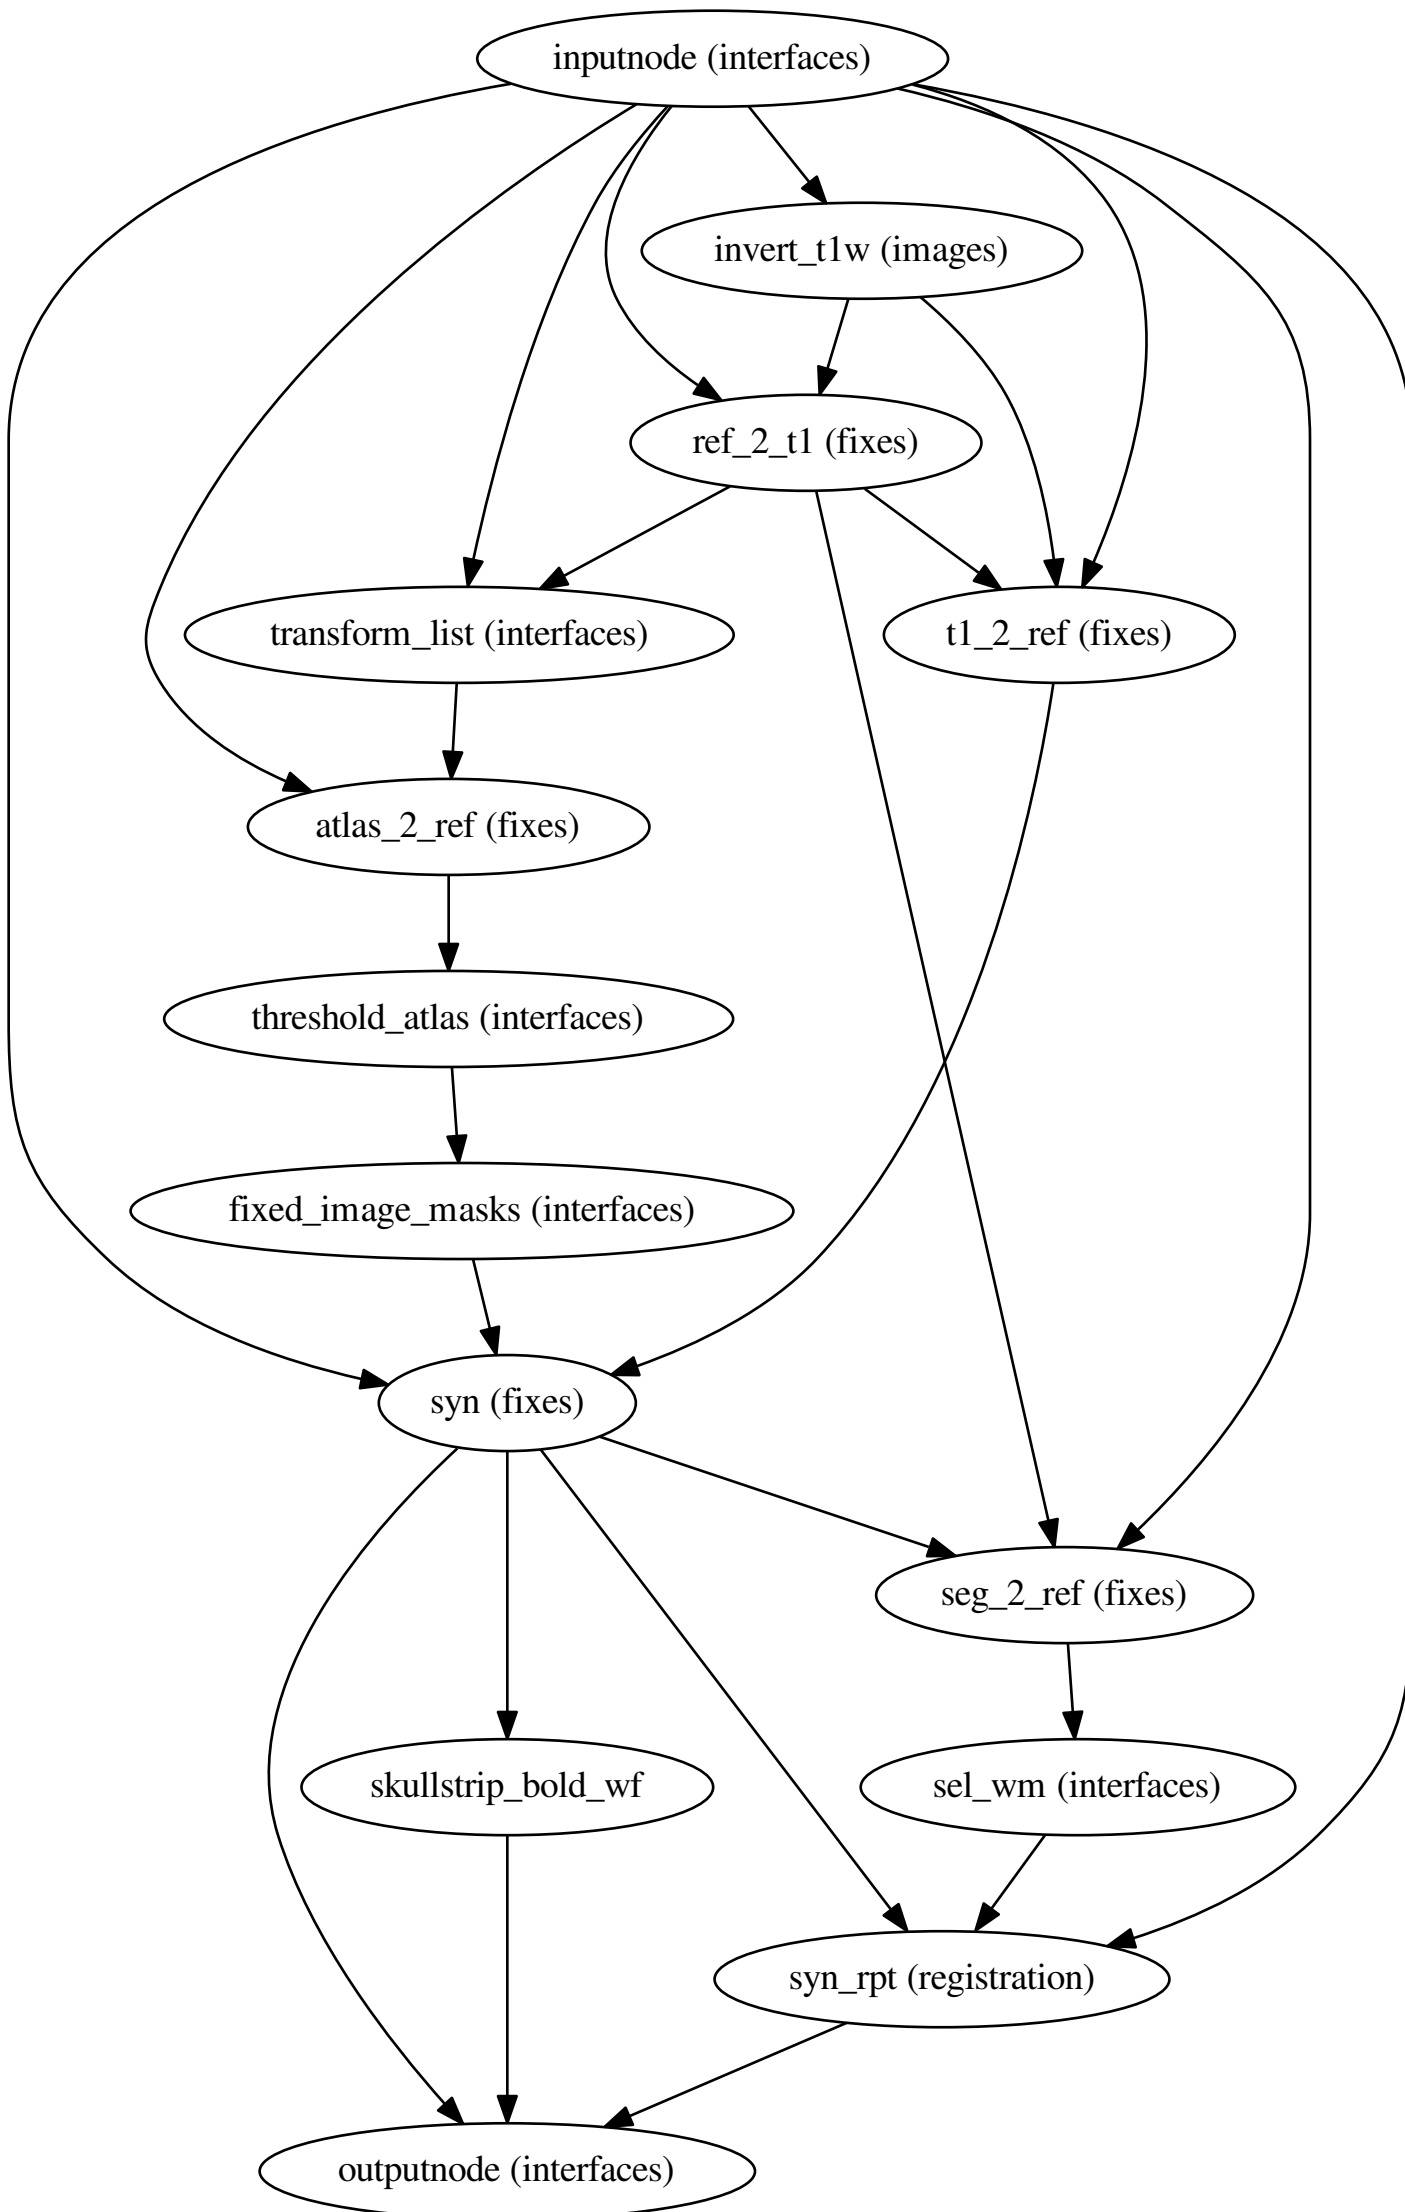 inputnode (interfaces)
invert_t1w (images)
ref_2_t1 (fixes)
transform_list (interfaces)
t1_2_ref (fixes)
atlas_2_ref (fixes)
threshold_atlas (interfaces)
fixed_image_masks (interfaces)
syn (fixes)
seg_2_ref (fixes)
skullstrip_bold_wf
sel_wm (interfaces)
syn_rpt (registration)
outputnode (interfaces)